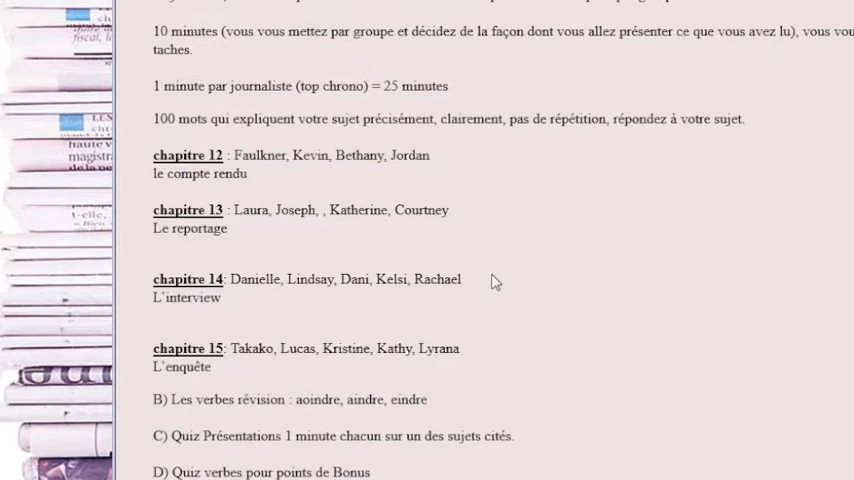 10 minutes (vous vous mettez par groupe et décidez de la façon dont vous allez présenter ce que vous avez lu), vous vou
taches.
1 minute par journaliste (top chrono) = 25 minutes
100 mots qui expliquent votre sujet précisément, clairement, pas de répétition, répondez à votre sujet.
chapitre 12 : Faulkner, Kevin, Bethany, Jordan
le compte rendu
chapitre 13 : Laura, Joseph, , Katherine, Courtney
Le reportage
chapitre 14: Danielle, Lindsay, Dani, Kelsi, Rachael
L'interview
chapitre 15: Takako, Lucas, Kristine, Kathy, Lyrana
L'enquête
B) Les verbes révision : aoindre, aindre, eindre
C) Quiz Présentations 1 minute chacun sur un des sujets cités.
D) Quiz verbes pour points de Bonus